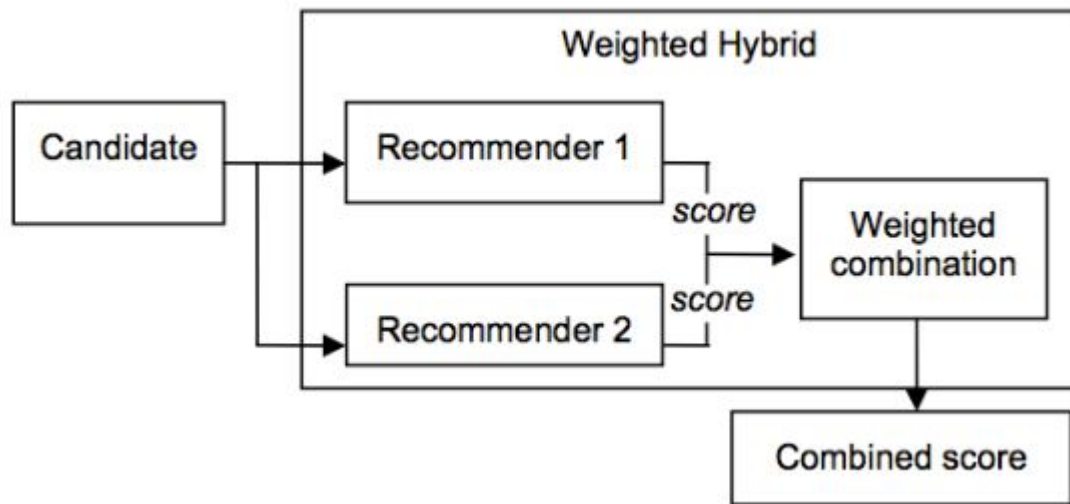 Weighted Hybrid
Candidate
Recommender 1
score
Weighted
combination
score
Recommender 2
Combined score